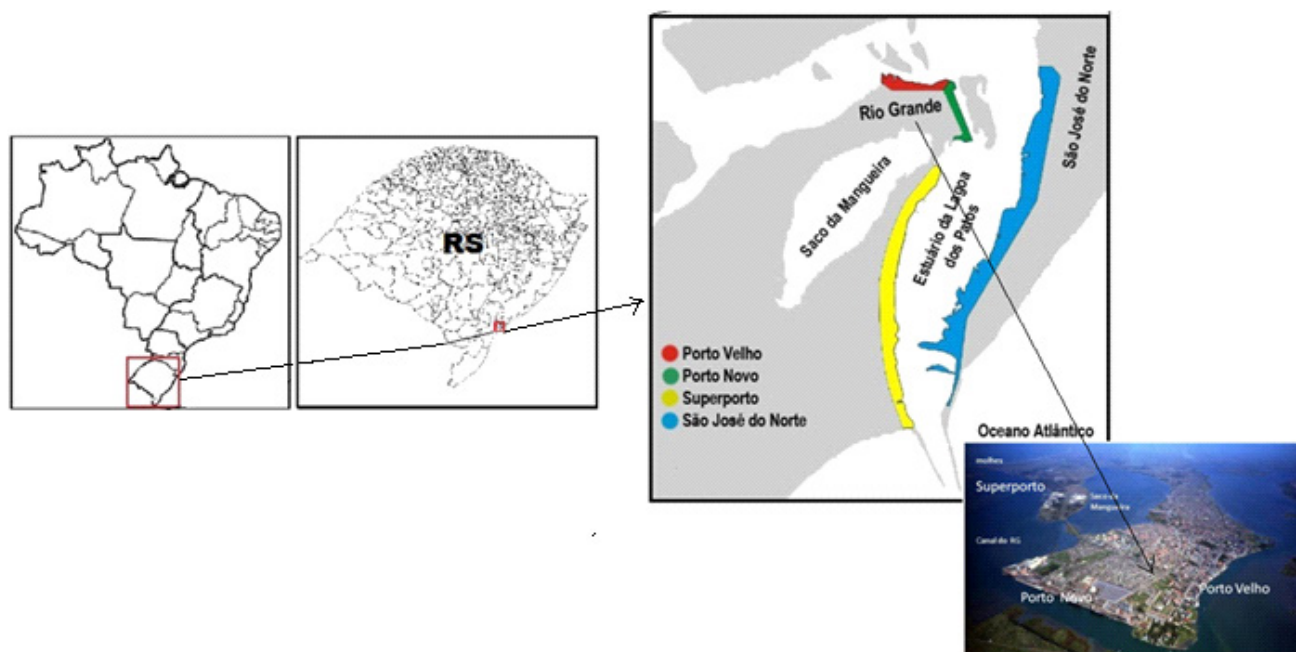 RS
São José do Norte
Rio Grande
Saco da Mangueira
Estuário da Lagoa
dos Patos
Porto Velho
Porto Novo
Superporto
São José do Norte
Oceano Atlântico
molhes
Superporto
Saco da
Mangueira
Canal do RG
Porto Novo
Porto Velho